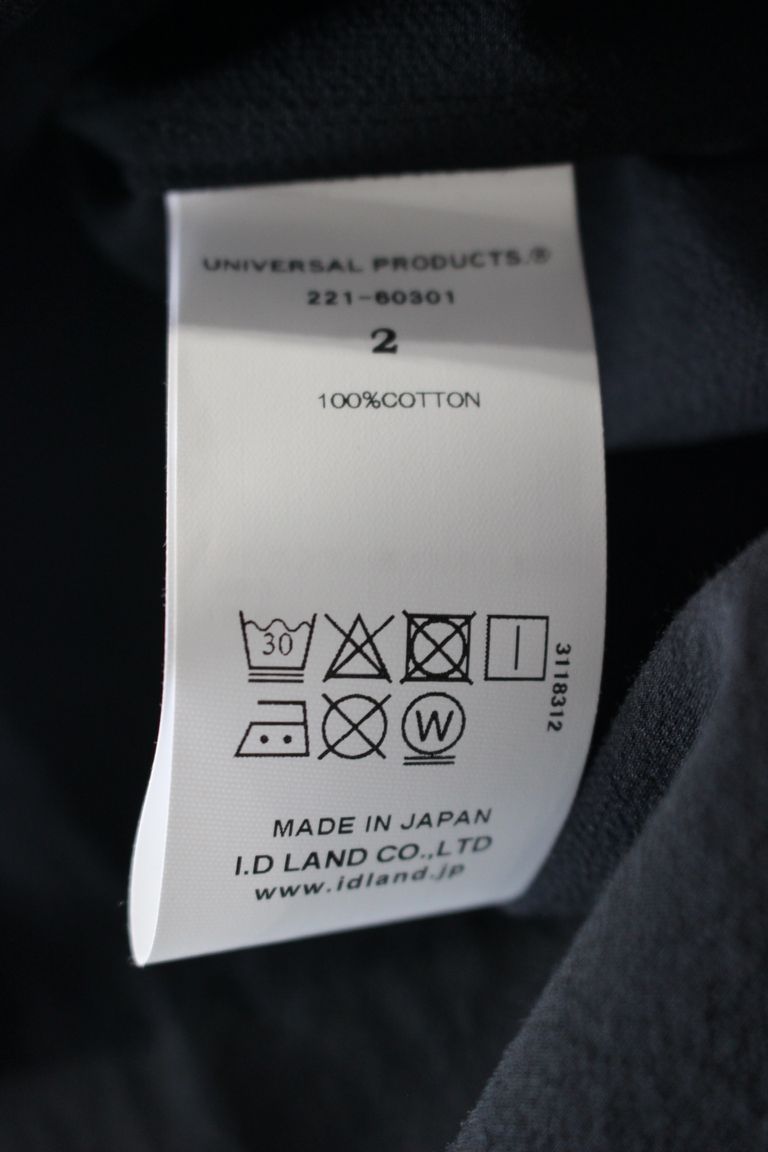 UNIVERSAL PRODUCTS.®
221-60301
2
100%COTTON
30
3118312
W
MADE IN JAPAN
I.D LAND CO.,LTD
www.idland.jp